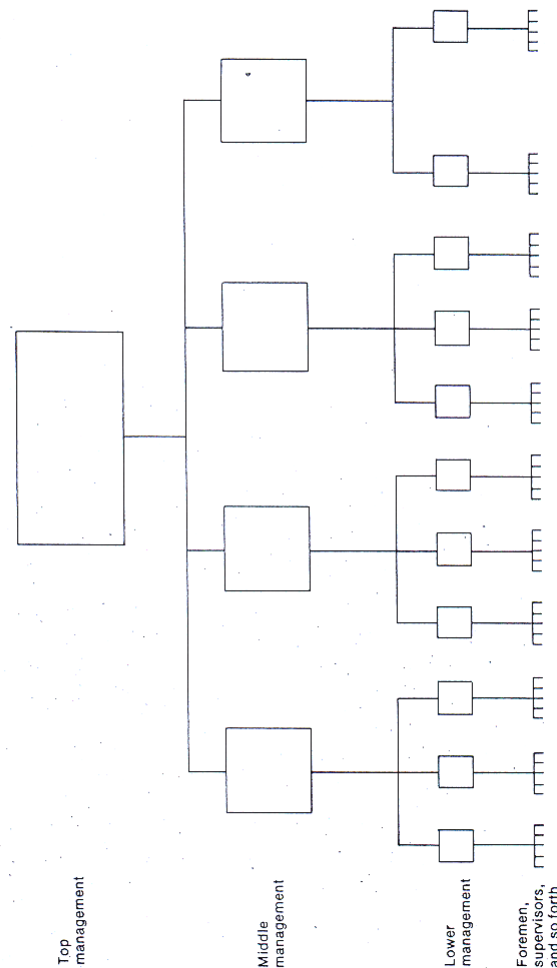 Top
management
Middle
management
Lower
management
Foremen,
supervisors,
and so forth